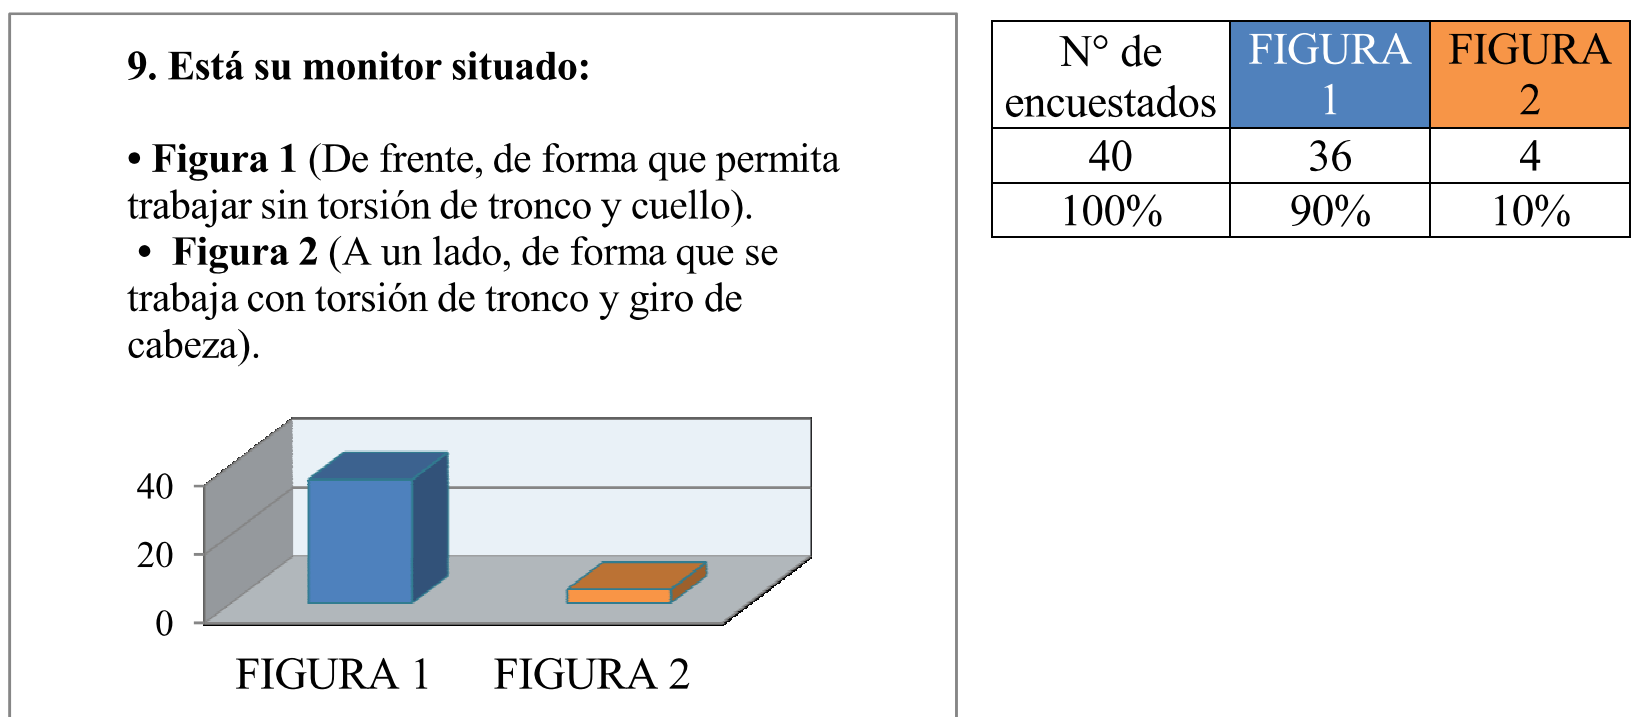 9. Está su monitor situado:
• Figura 1 (De frente, de forma que permita
trabajar sin torsión de tronco y cuello).
• Figura 2 (A un lado, de forma que se
trabaja con torsión de tronco y giro de
cabeza).
40
20
0
FIGURA 1 FIGURA 2
N° de encuestados FIGURA 1 FIGURA 2
40 36 4
100% 90% 10%